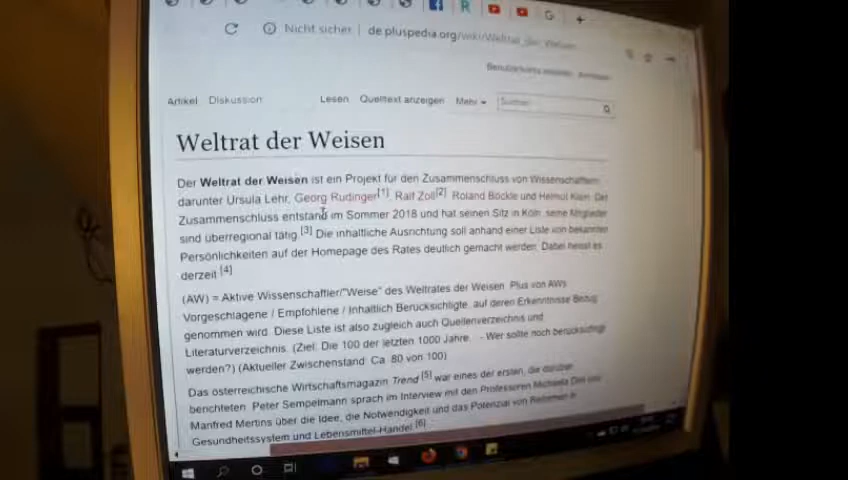 Nicht sicher | de.pluspedia.org/wiki/Weltrat_der_Weisen
Artikel Diskussion Lesen Quelltext anzeigen Mehr Suchen
Weltrat der Weisen
Der Weltrat der Weisen ist ein Projekt für den Zusammenschluss von Wissenschaftlern
darunter Ursula Lehr, Georg Rudinger[1] Ralf Zoll[2] Roland Böckle und Helmut Klein. Der
Zusammenschluss entstand im Sommer 2018 und hat seinen Sitz in Köln, seine Mitglieder
sind überregional tätig.[3] Die inhaltliche Ausrichtung soll anhand einer Liste von bekannten
Persönlichkeiten auf der Homepage des Rates deutlich gemacht werden. Dabei heisst es
derzeit:[4]
(AW) = Aktive Wissenschaftler/"Weise" des Weltrates der Weisen. Plus von AWs
Vorgeschlagene / Empfohlene / Inhaltlich Berücksichtigte, auf deren Erkenntnisse Bezug
genommen wird. Diese Liste ist also zugleich auch Quellenverzeichnis und
Literaturverzeichnis. (Ziel: Die 100 der letzten 1000 Jahre. - Wer sollte noch berücksichtigt
werden?) (Aktueller Zwischenstand: Ca. 80 von 100)
Das österreichische Wirtschaftsmagazin Trend[5] war eines der ersten, die darüber
berichteten. Peter Sempelmann sprach im Interview mit den Professoren Michaela und
Manfred Mertins über die Idee, die Notwendigkeit und das Potenzial von Reformen in
Gesundheitssystem und Lebensmittel-Handel.[6]